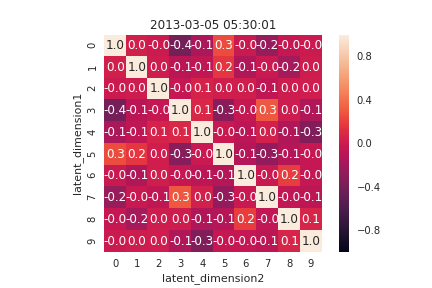 2013-03-05 05:30:01
0 1.0 0.0 -0.0 -0.4 -0.1 0.3 -0.0 -0.2 -0.0 -0.0
1 0.0 1.0 0.0 -0.1 -0.1 0.2 -0.1 -0.0 -0.2 0.0
2 -0.0 0.0 1.0 -0.0 0.1 0.0 0.0 -0.1 0.0 0.0
3 -0.4 -0.1 -0.0 1.0 0.1 -0.3 -0.0 0.3 0.0 -0.1
4 -0.1 -0.1 0.1 0.1 1.0 -0.0 -0.1 0.0 -0.1 -0.3
5 0.3 0.2 0.0 -0.3 -0.0 1.0 -0.1 -0.3 -0.1 -0.0
6 -0.0 -0.1 0.0 -0.0 -0.1 -0.1 1.0 -0.0 0.2 -0.0
7 -0.2 -0.0 -0.1 0.3 0.0 -0.3 -0.0 1.0 -0.0 -0.1
8 -0.0 -0.2 0.0 0.0 -0.1 -0.1 0.2 -0.0 1.0 0.1
9 -0.0 0.0 0.0 -0.1 -0.3 -0.0 -0.0 -0.1 0.1 1.0
0 1 2 3 4 5 6 7 8 9
latent_dimension2
latent_dimension1
0.8
0.4
0.0
−0.4
−0.8